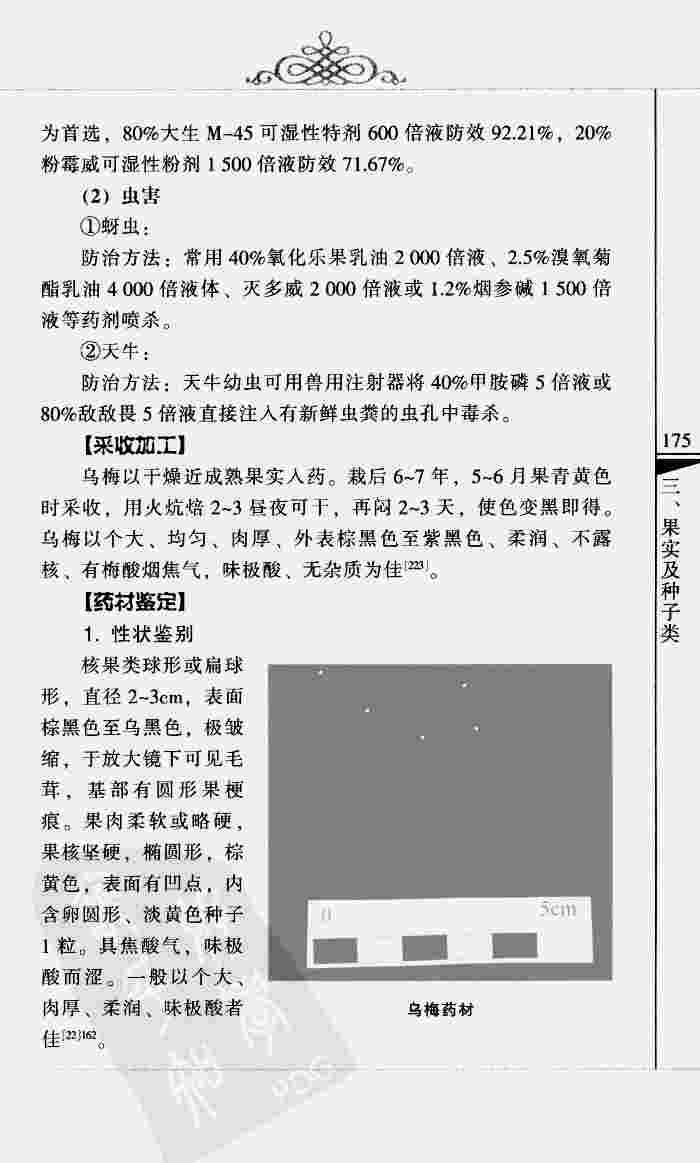 为首选，80%大生 M-45 可湿性特剂 600 倍液防效 92.21%，20%
粉霉威可湿性粉剂 1 500 倍液防效 71.67%。
(2) 虫害
①蚜虫：
防治方法：常用 40%氧化乐果乳油 2 000 倍液、2.5%溴氧菊
酯乳油 4 000 倍液体、灭多威 2 000 倍液或 1.2%烟参碱 1 500 倍
液等药剂喷杀。
②天牛：
防治方法：天牛幼虫可用兽用注射器将 40%甲胺磷 5 倍液或
80%敌敌畏 5 倍液直接注入有新鲜虫粪的虫孔中毒杀。
【采收加工】
乌梅以干燥近成熟果实入药。栽后 6~7 年，5~6 月果青黄色
时采收，用火炕焙 2~3 昼夜可干，再闷 2~3 天，使色变黑即得。
乌梅以个大、均匀、肉厚、外表棕黑色至紫黑色、柔润、不露
核、有梅酸烟焦气，味极酸、无杂质为佳[223]。
【药材鉴定】
1. 性状鉴别
核果类球形或扁球
形，直径 2~3cm，表面
棕黑色至乌黑色，极皱
缩，于放大镜下可见毛
茸，基部有圆形果梗
痕。果肉柔软或略硬，
果核坚硬，椭圆形，棕
黄色，表面有凹点，内
含卵圆形、淡黄色种子
1 粒。具焦酸气，味极
酸而涩。一般以个大、
肉厚、柔润、味极酸者
佳[22]162。
0 5cm
乌梅药材
175
三、果实及种子类